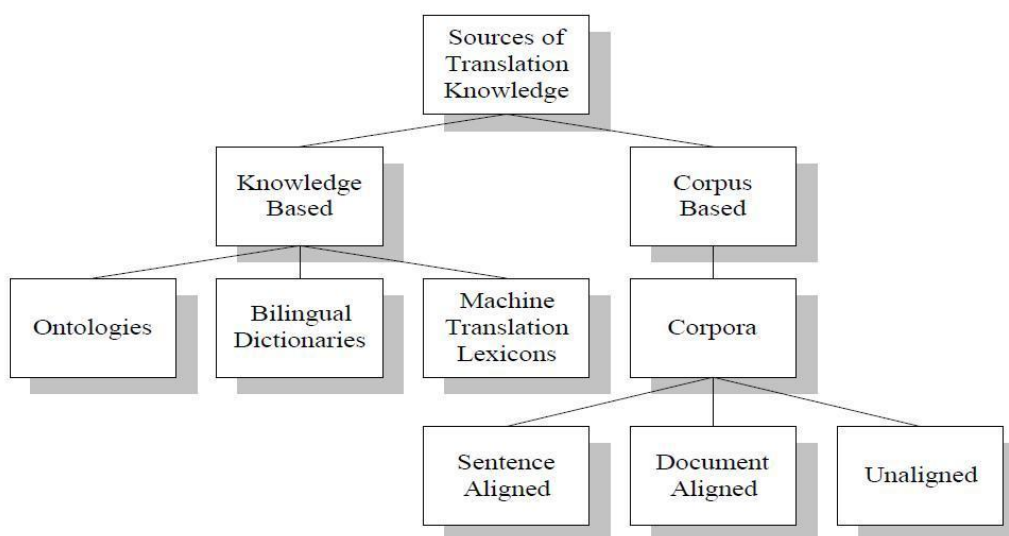 Sources of
Translation
Knowledge
Knowledge
Based
Corpus
Based
Ontologies
Bilingual
Dictionaries
Machine
Translation
Lexicons
Corpora
Sentence
Aligned
Document
Aligned
Unaligned